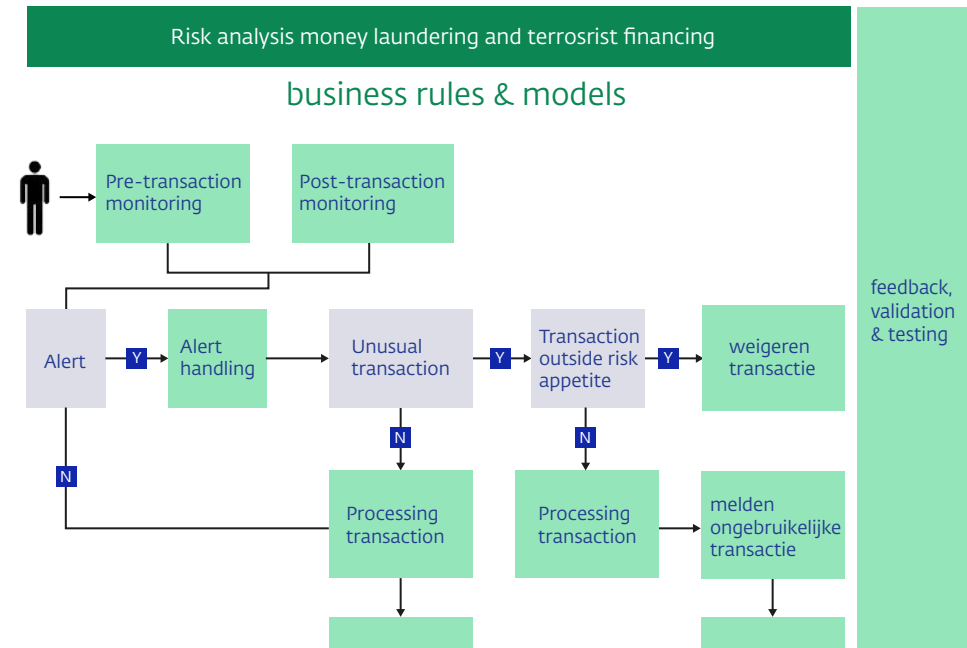 Risk analysis money laundering and terrosrist financing
business rules & models
Pre-transaction
monitoring
Post-transaction
monitoring
feedback,
validation
& testing
Alert
Y
Alert
handling
Unusual
transaction
Y
Transaction
outside risk
appetite
Y
weigeren
transactie
N
N
N
Processing
transaction
Processing
transaction
melden
ongebruikelijke
transactie